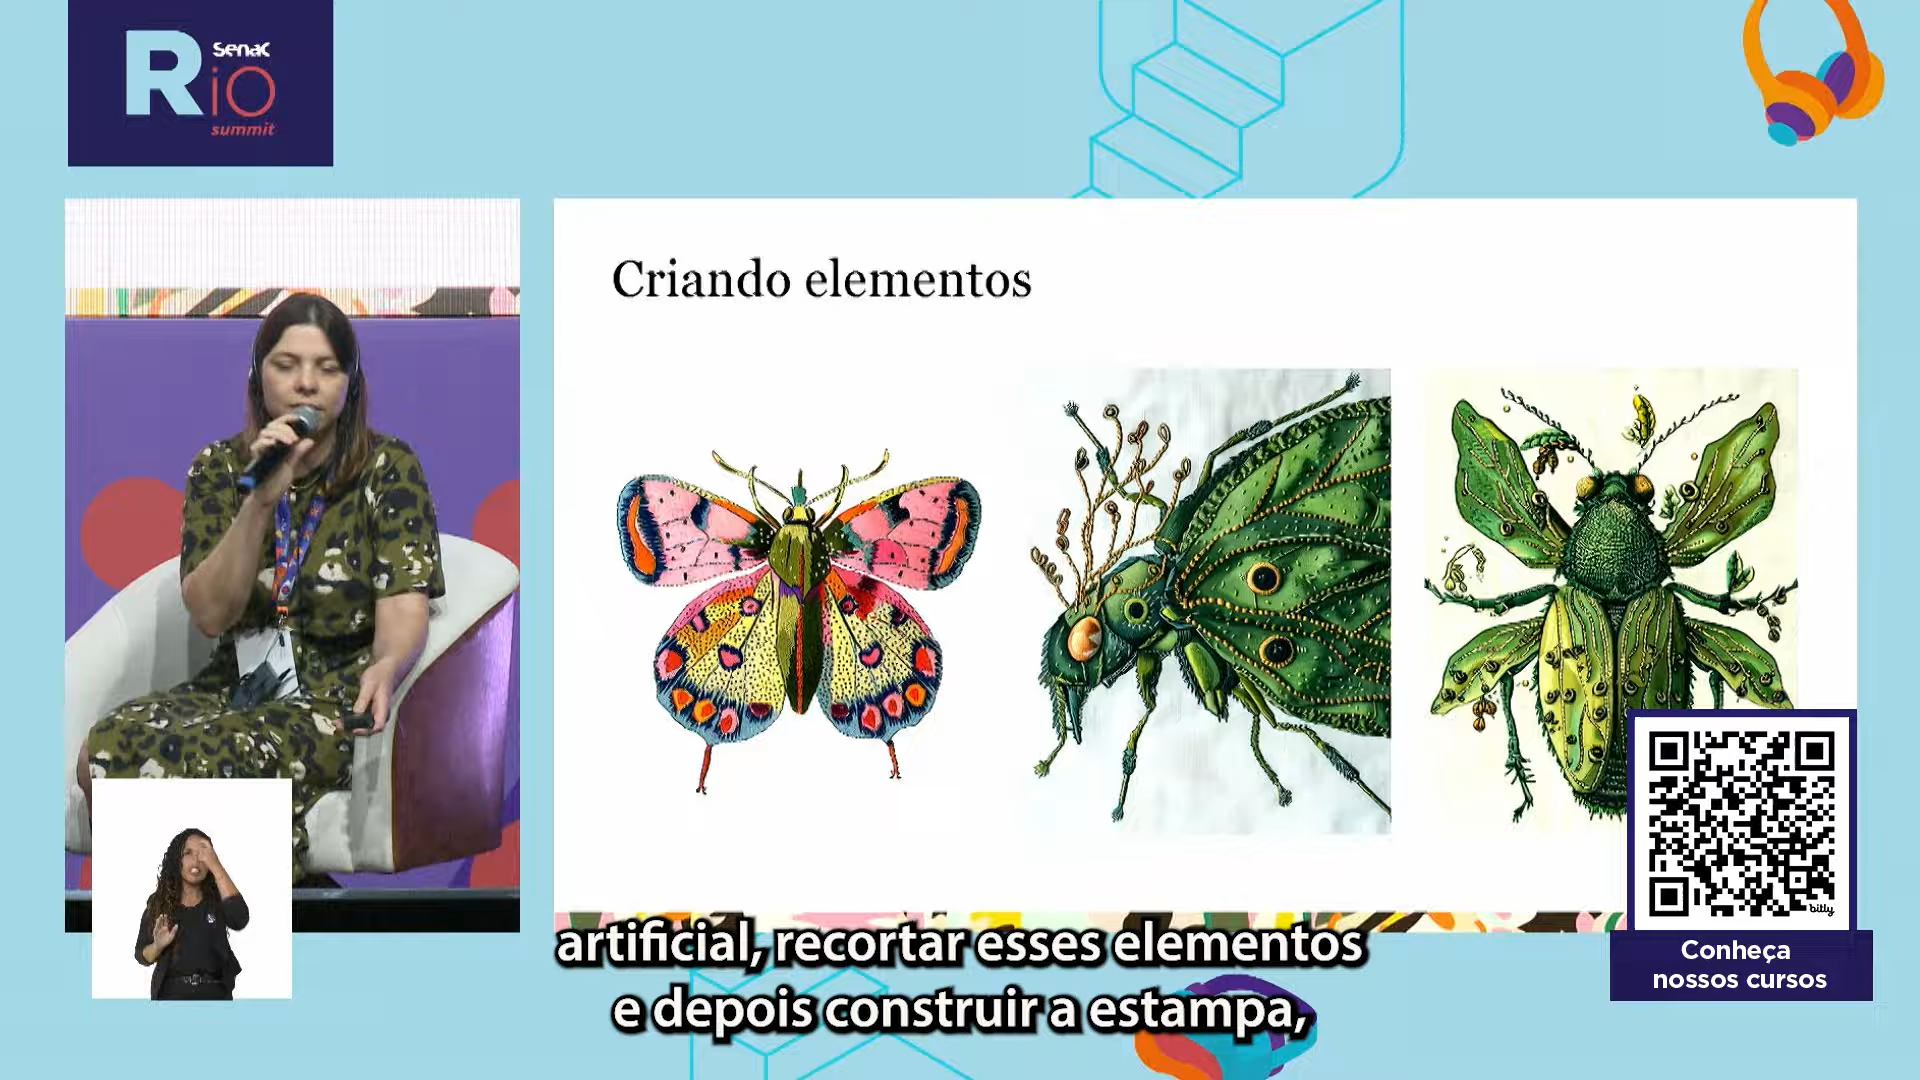 Senac
Rio
summit
Criando elementos
artificial, recortar esses elementos
e depois construir a estampa,
bitly
Conheça
nossos cursos